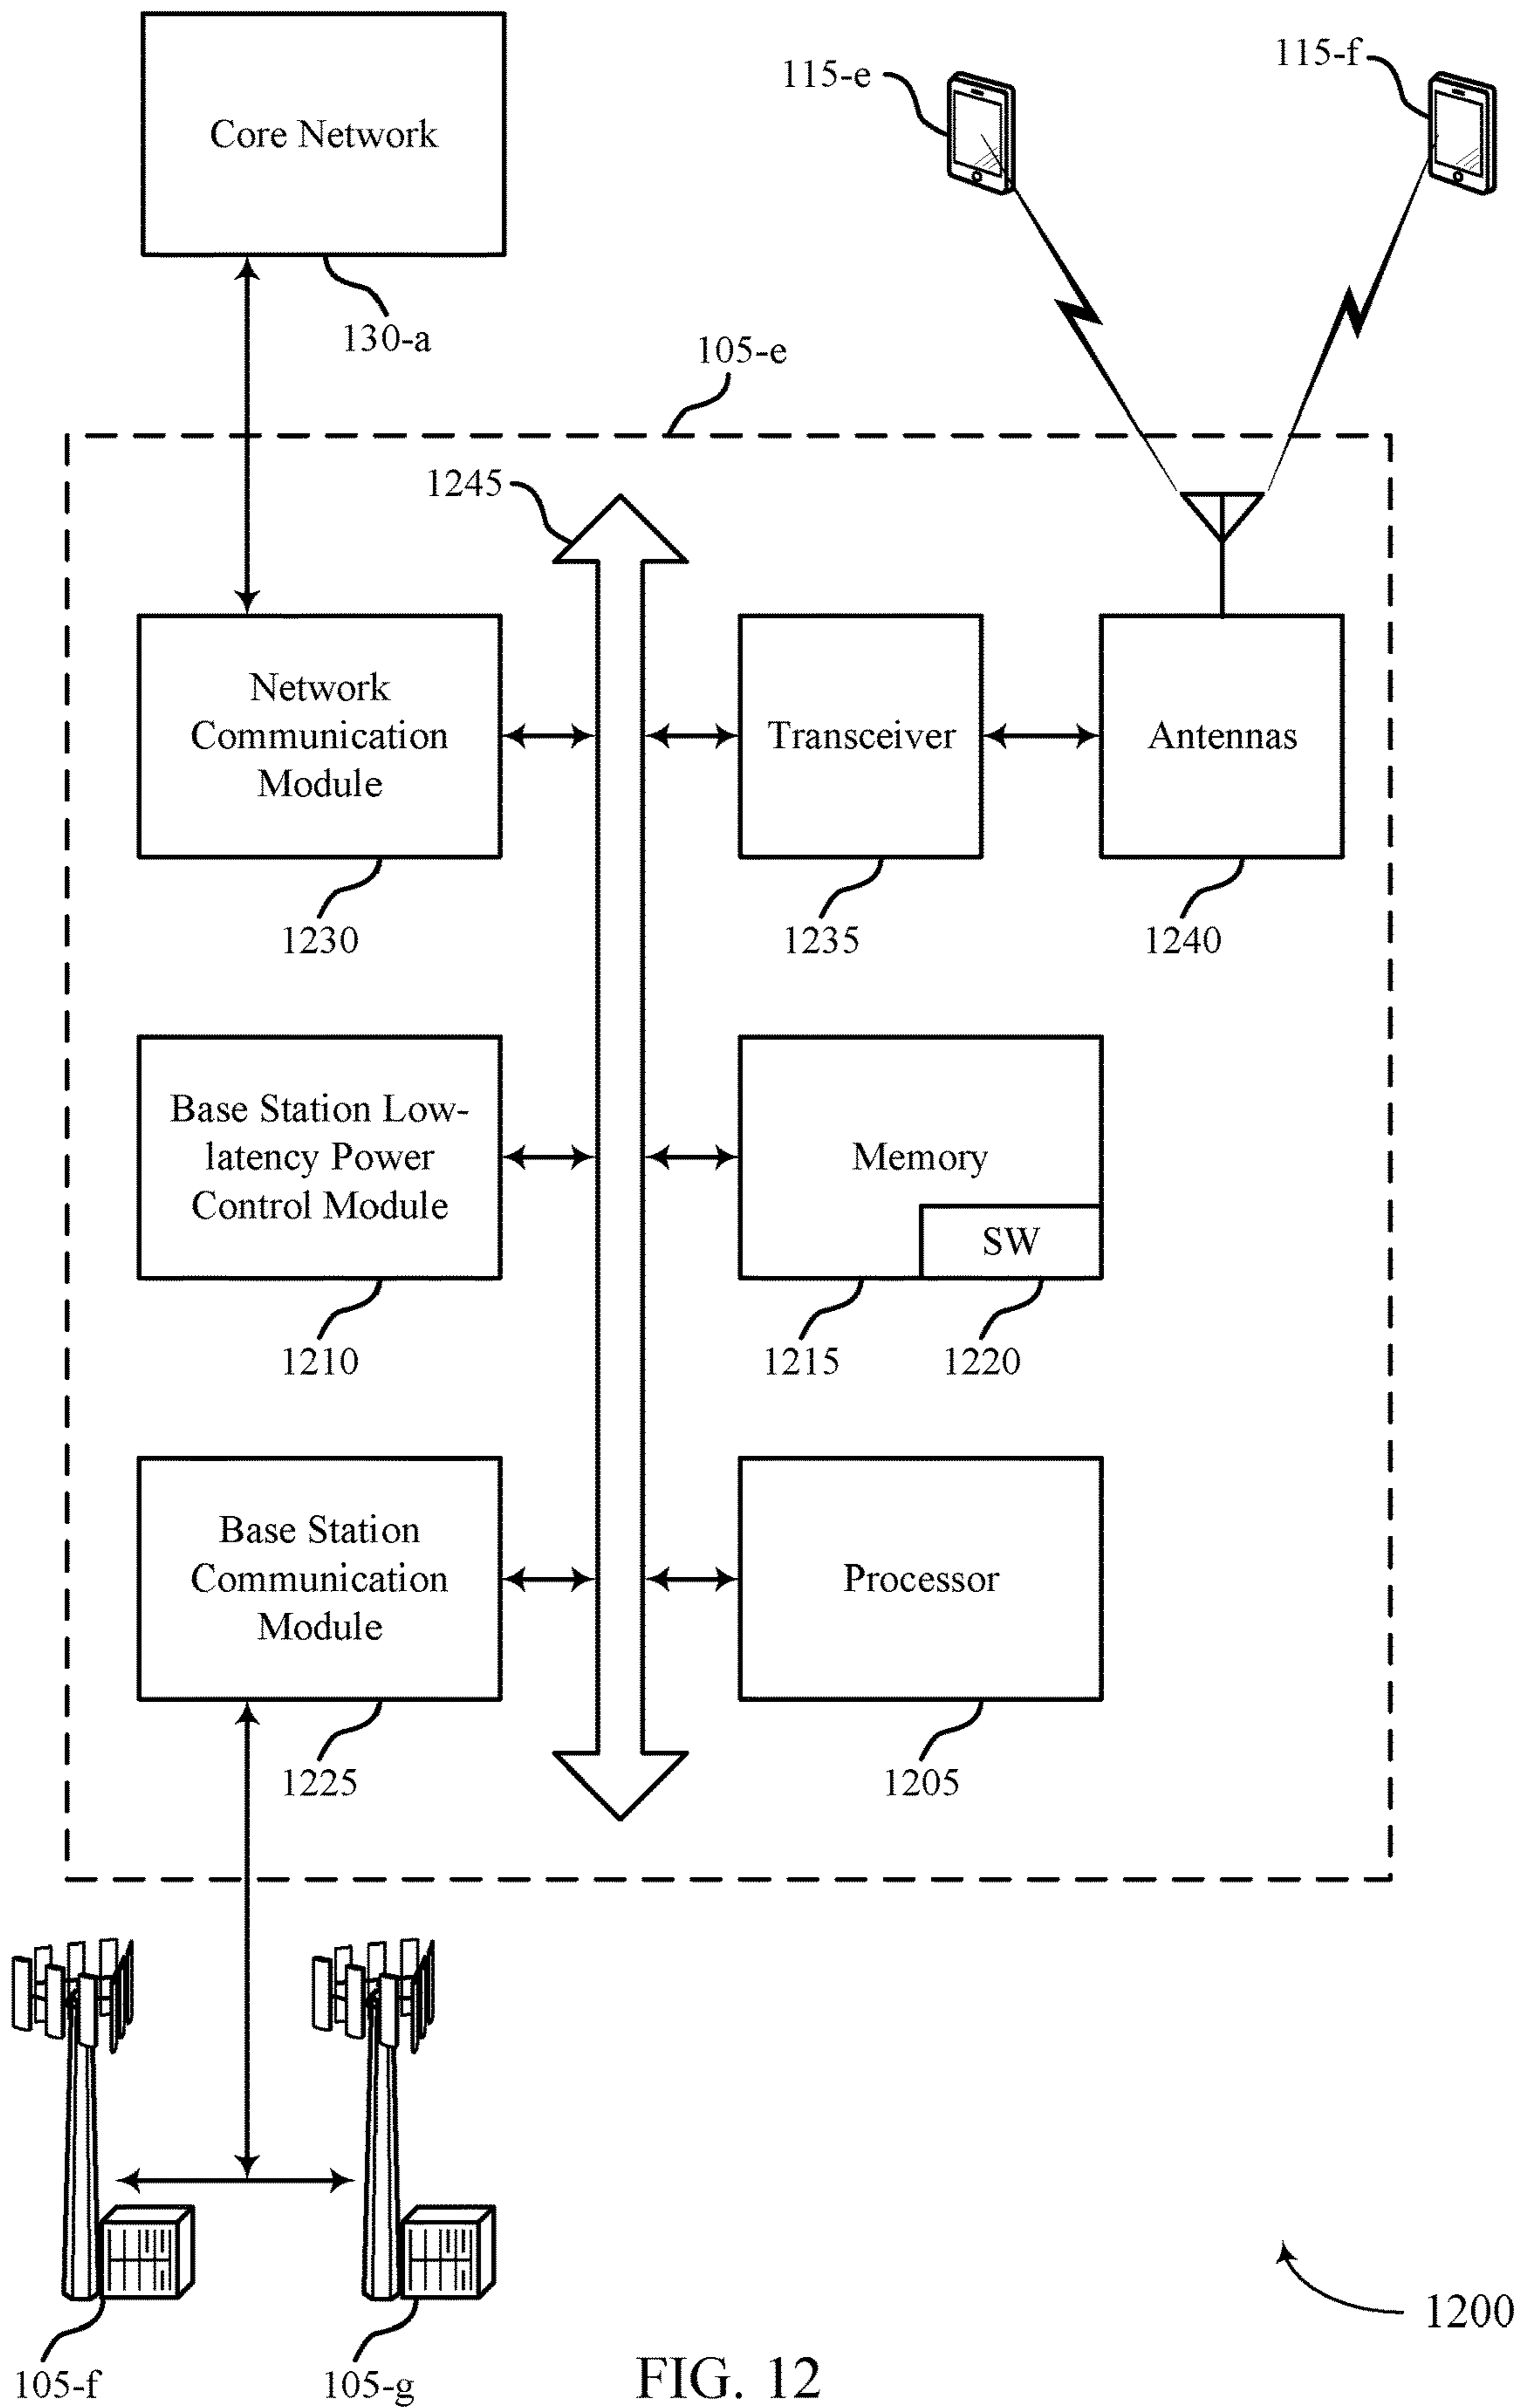 Core Network
130-a
115-e
115-f
105-e
1245
Network
Communication
Module
1230
Transceiver
1235
Antennas
1240
Base Station Low-
latency Power
Control Module
1210
Memory
SW
1215
1220
Base Station
Communication
Module
1225
Processor
1205
105-f
105-g
1200
FIG. 12